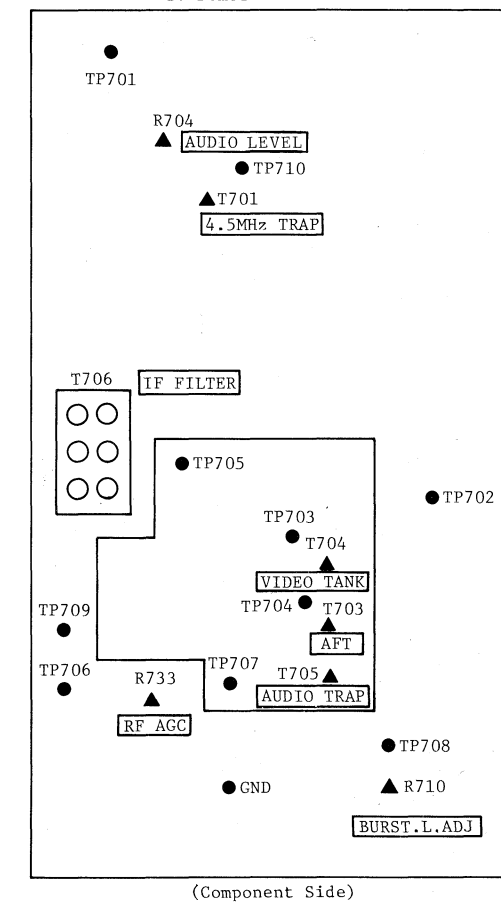 TP701
R704
AUDIO LEVEL
TP710
T701
4.5MHz TRAP
T706
IF FILTER
TP705
TP702
TP703
T704
VIDEO TANK
TP704
T703
TP709
AFT
TP706
TP707
T705
R733
AUDIO TRAP
RF AGC
TP708
GND
R710
BURST.L.ADJ
(Component Side)